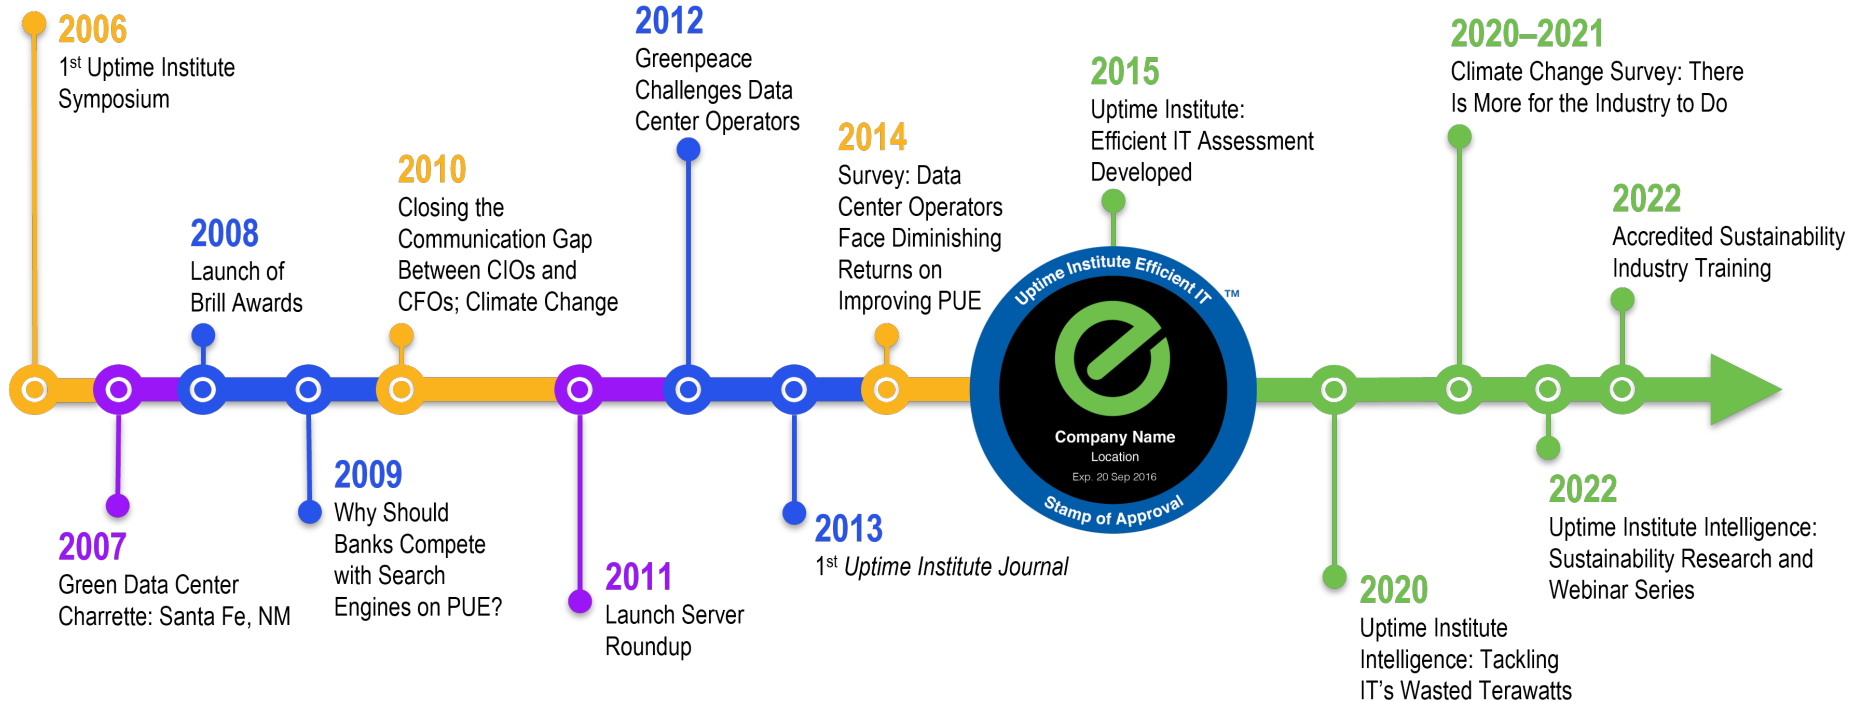 2006
1st Uptime Institute
Symposium
2007
Green Data Center
Charrette: Santa Fe, NM
2008
Launch of
Brill Awards
2009
Why Should
Banks Compete
with Search
Engines on PUE?
2010
Closing the
Communication Gap
Between CIOs and
CFOs; Climate Change
2011
Launch Server
Roundup
2012
Greenpeace
Challenges Data
Center Operators
2013
1st Uptime Institute Journal
2014
Survey: Data
Center Operators
Face Diminishing
Returns on
Improving PUE
2015
Uptime Institute:
Efficient IT Assessment
Developed
Uptime Institute Efficient IT
™
Company Name
Location
Exp. 20 Sep 2016
Stamp of Approval
2020
Uptime Institute
Intelligence: Tackling
IT’s Wasted Terawatts
2020–2021
Climate Change Survey: There
Is More for the Industry to Do
2022
Uptime Institute Intelligence:
Sustainability Research and
Webinar Series
2022
Accredited Sustainability
Industry Training